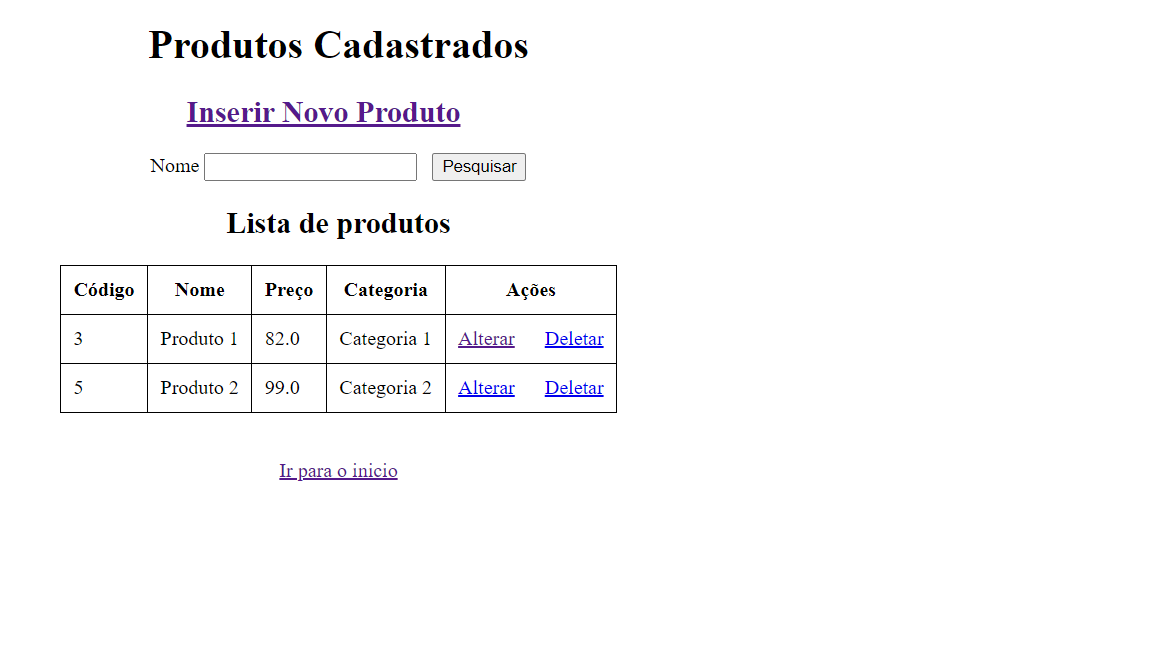 Produtos Cadastrados
Inserir Novo Produto
Nome Pesquisar
Lista de produtos
Código Nome Preço Categoria Ações
3 Produto 1 82.0 Categoria 1 Alterar Deletar
5 Produto 2 99.0 Categoria 2 Alterar Deletar
Ir para o inicio